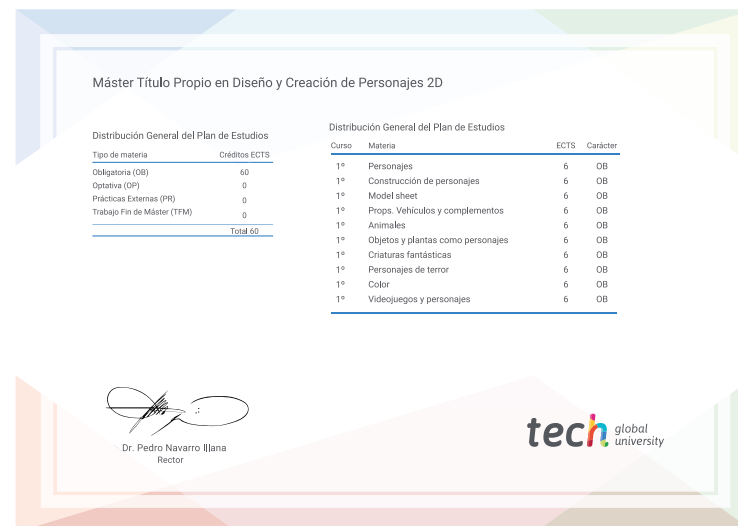 Máster Título Propio en Diseño y Creación de Personajes 2D
Distribución General del Plan de Estudios
Tipo de materia Créditos ECTS
Obligatoria (OB) 60
Optativa (OP) 0
Prácticas Externas (PR) 0
Trabajo Fin de Máster (TFM) 0
Total 60
Distribución General del Plan de Estudios
Curso Materia ECTS Carácter
1º Personajes 6 OB
1º Construcción de personajes 6 OB
1º Model sheet 6 OB
1º Props. Vehículos y complementos 6 OB
1º Animales 6 OB
1º Objetos y plantas como personajes 6 OB
1º Criaturas fantásticas 6 OB
1º Personajes de terror 6 OB
1º Color 6 OB
1º Videojuegos y personajes 6 OB
Dr. Pedro Navarro Illana
Rector
tech global university